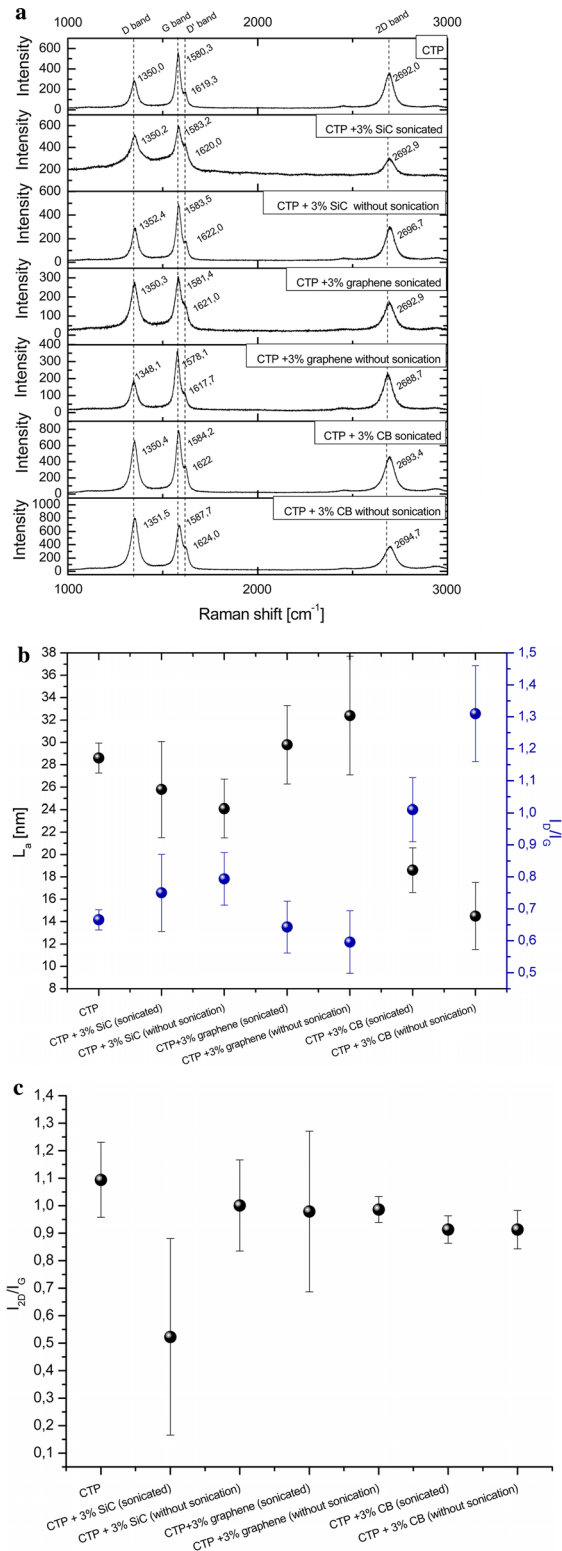 a
1000 D band G band D' band 2000 2D band 3000
Intensity 600 400 200 0 1350,0 1580,3 1619,3 2692,0 CTP
Intensity 600 400 200 0 1350,2 1583,2 1620,0 2692,9 CTP +3% SiC sonicated
Intensity 600 400 200 0 1352,4 1583,5 1622,0 2696,7 CTP + 3% SiC without sonication
Intensity 300 200 100 0 1350,3 1581,4 1621,0 2692,9 CTP +3% graphene sonicated
Intensity 400 300 200 100 0 1348,1 1578,1 1617,7 2688,7 CTP +3% graphene without sonication
Intensity 800 600 400 200 0 1350,4 1584,2 1622 2693,4 CTP + 3% CB sonicated
Intensity 1000 800 600 400 200 0 1351,5 1587,7 1624,0 2694,7 CTP + 3% CB without sonication
1000 2000 3000
Raman shift [cm-1]
b
38 36 34 32 30 28 26 24 22 20 18 16 14 12 10 8
La [nm]
1,5 1,4 1,3 1,2 1,1 1,0 0,9 0,8 0,7 0,6 0,5
ID/IG
CTP
CTP + 3% SiC (sonicated)
CTP + 3% SiC (without sonication)
CTP+3% graphene (sonicated)
CTP +3% graphene (without sonication)
CTP +3% CB (sonicated)
CTP + 3% CB (without sonication)
c
1,4 1,3 1,2 1,1 1,0 0,9 0,8 0,7 0,6 0,5 0,4 0,3 0,2 0,1
I2D/IG
CTP
CTP + 3% SiC (sonicated)
CTP + 3% SiC (without sonication)
CTP+3% graphene (sonicated)
CTP +3% graphene (without sonication)
CTP +3% CB (sonicated)
CTP + 3% CB (without sonication)